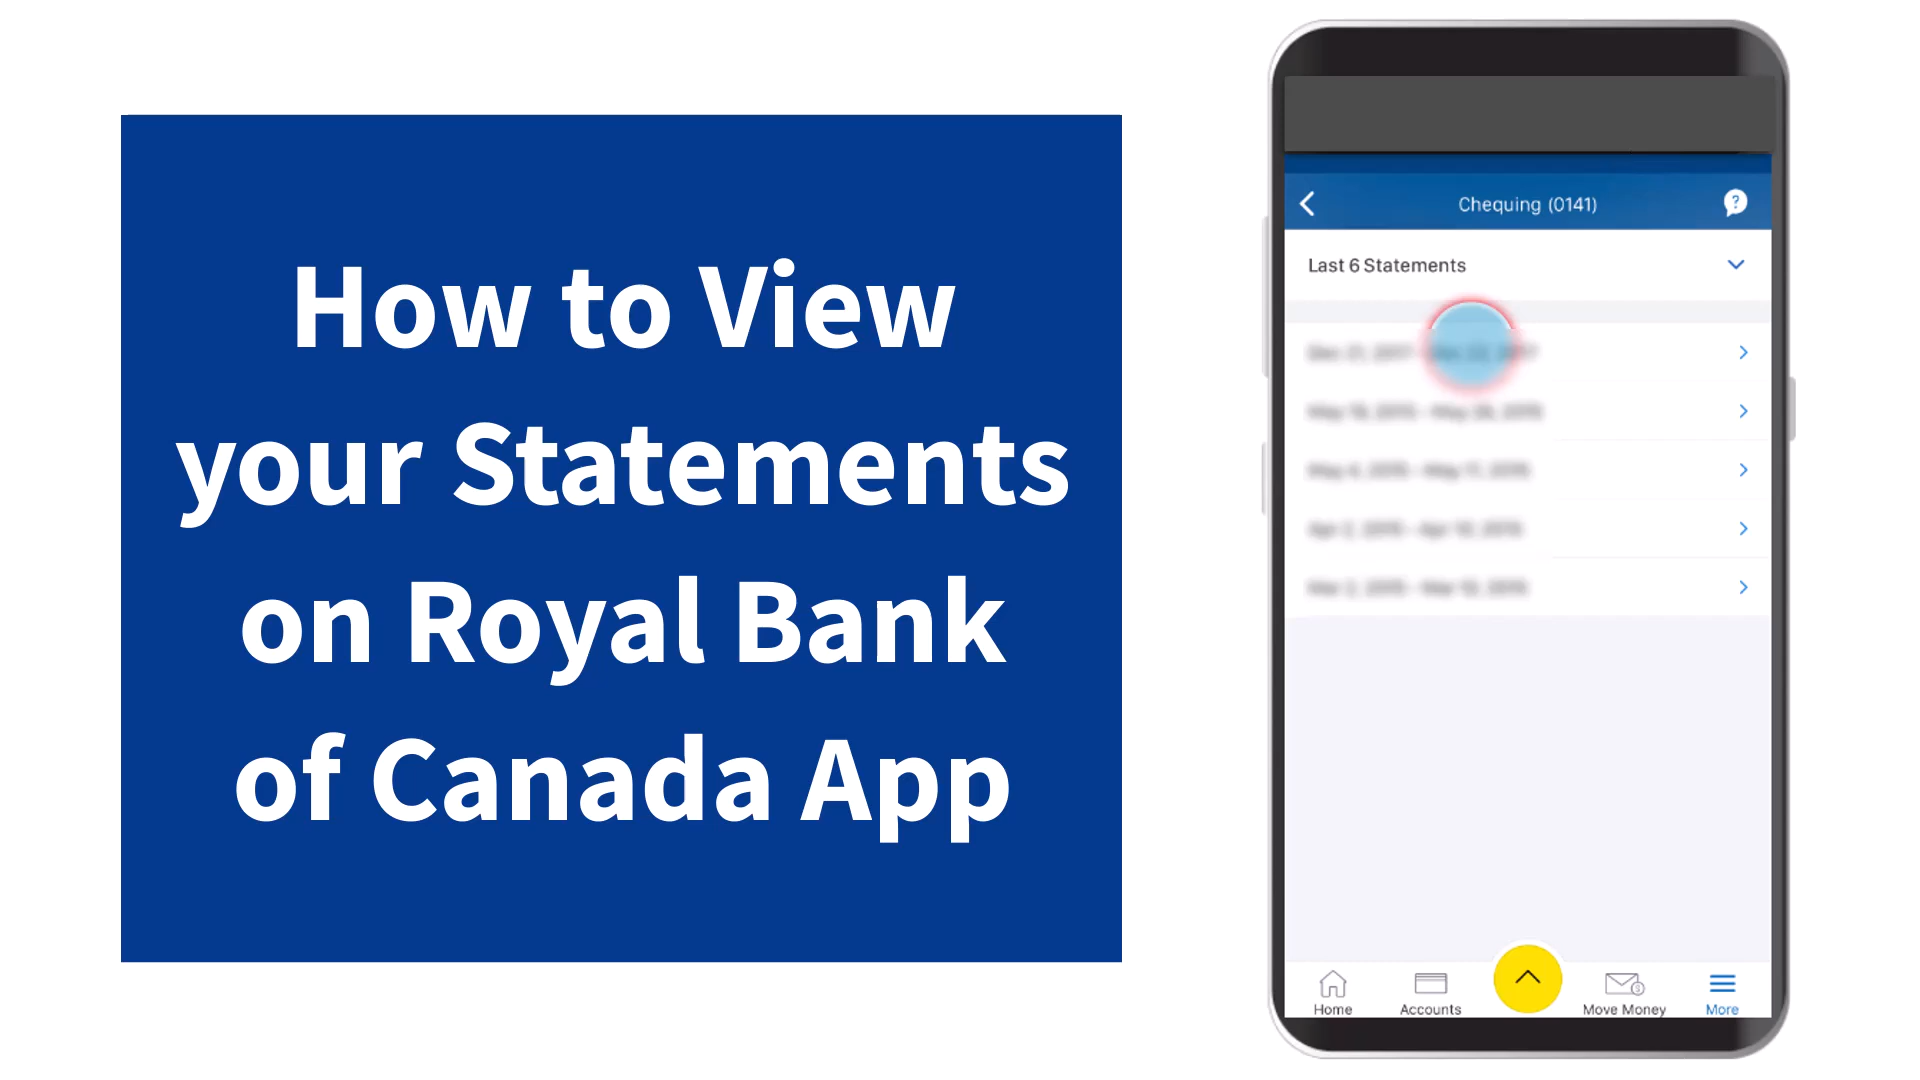 How to View
your Statements
on Royal Bank
of Canada App
Chequing (0141)
?
Last 6 Statements
Home
Accounts
Move Money
More